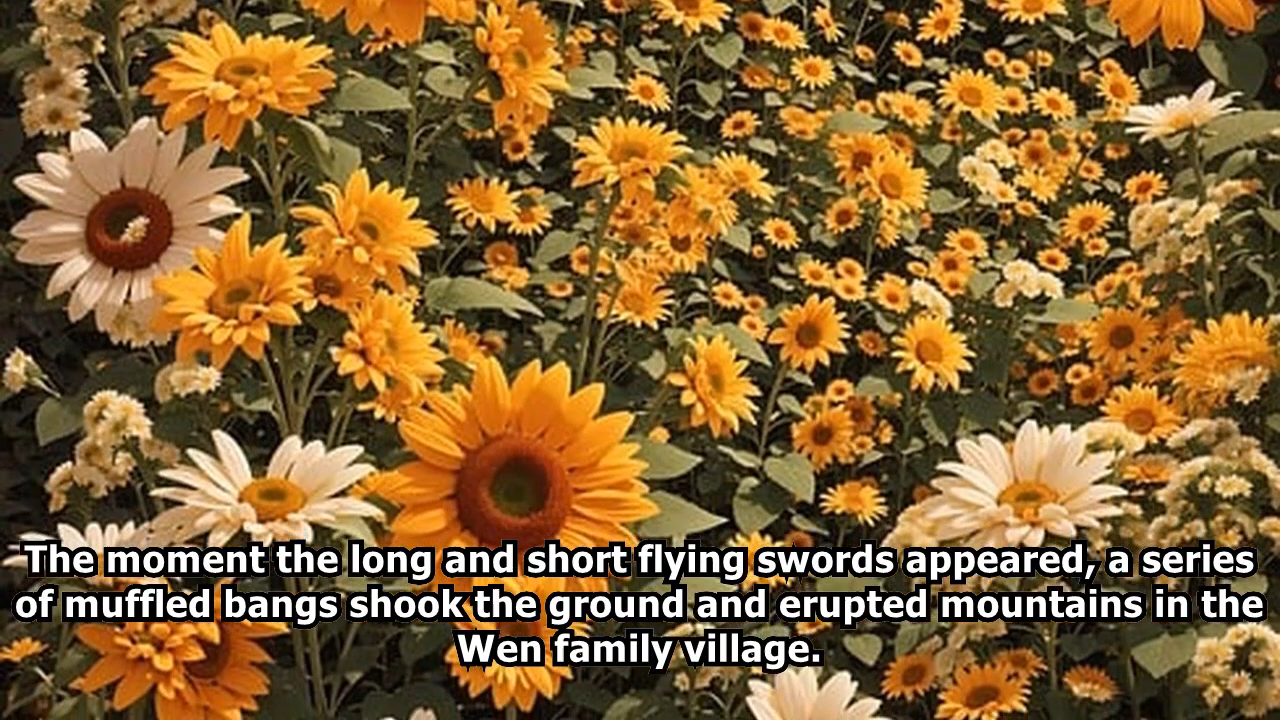 The moment the long and short flying swords appeared, a series
of muffled bangs shook the ground and erupted mountains in the
Wen family village.